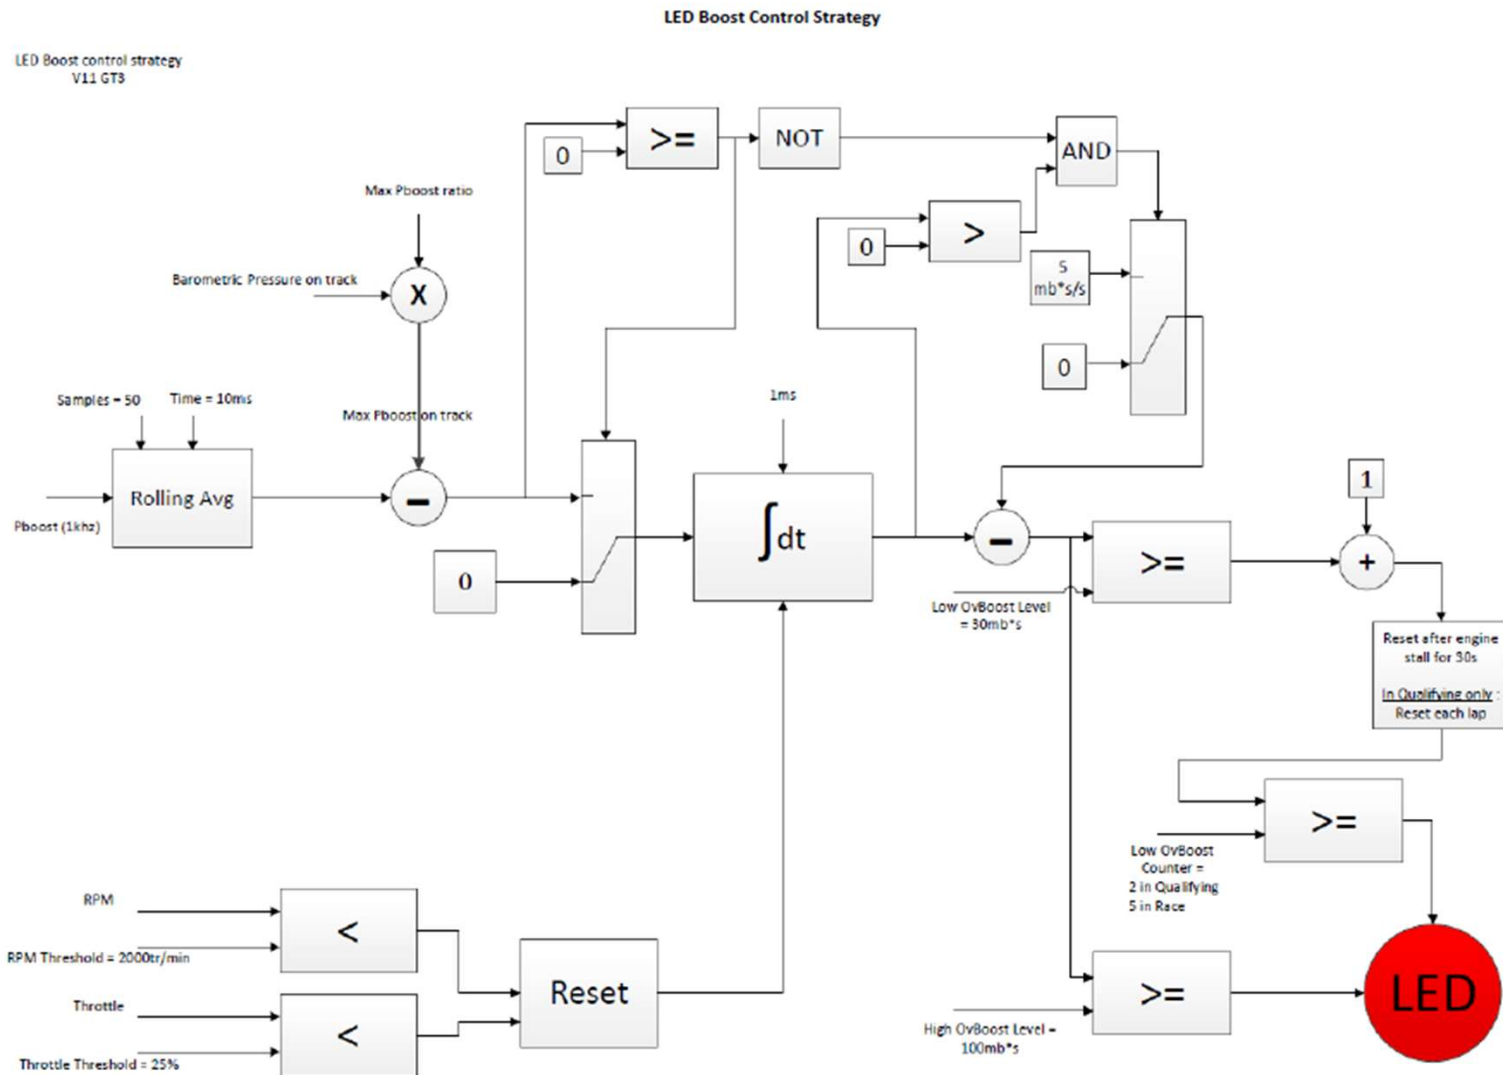 LED Boost Control Strategy
LED Boost control strategy
V11 GT3
>=
0
NOT
AND
Max Pboost ratio
>
0
5
mb*s/s
Barometric Pressure on track
X
0
Samples = 50
Time = 10ms
Max Pboost on track
1ms
Rolling Avg
-
Pboost (1khz)
0
∫dt
-
1
>=
+
Low OvBoost Level
= 30mb*s
Reset after engine
stall for 30s
In Qualifying only :
Reset each lap
>=
Low OvBoost
Counter =
2 in Qualifying
5 in Race
RPM
<
RPM Threshold = 2000tr/min
Reset
Throttle
<
Throttle Threshold = 25%
>=
High OvBoost Level =
100mb*s
LED